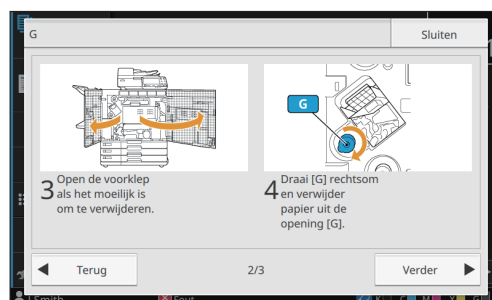 G
Sluiten
G
3 Open de voorklep
als het moeilijk is
om te verwijderen.
4 Draai [G] rechtsom
en verwijder
papier uit de
opening [G].
Terug
2/3
Verder